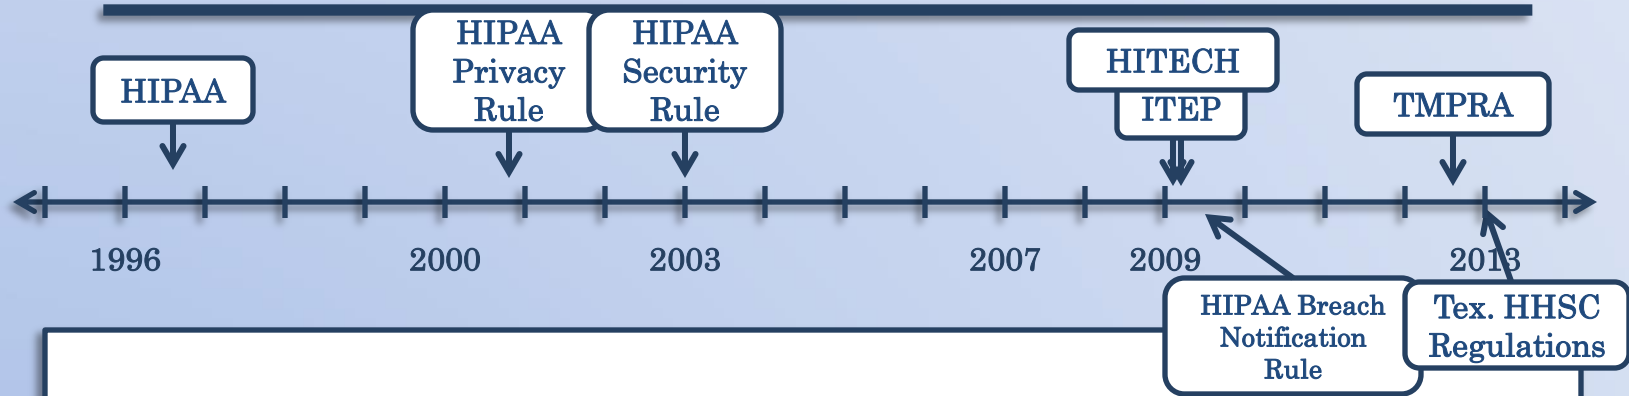 HIPAA
HIPAA
Privacy
Rule
HIPAA
Security
Rule
HITECH
ITEP
TMPRA
1996
2000
2003
2007
2009
2013
HIPAA Breach
Notification
Rule
Tex. HHSC
Regulations